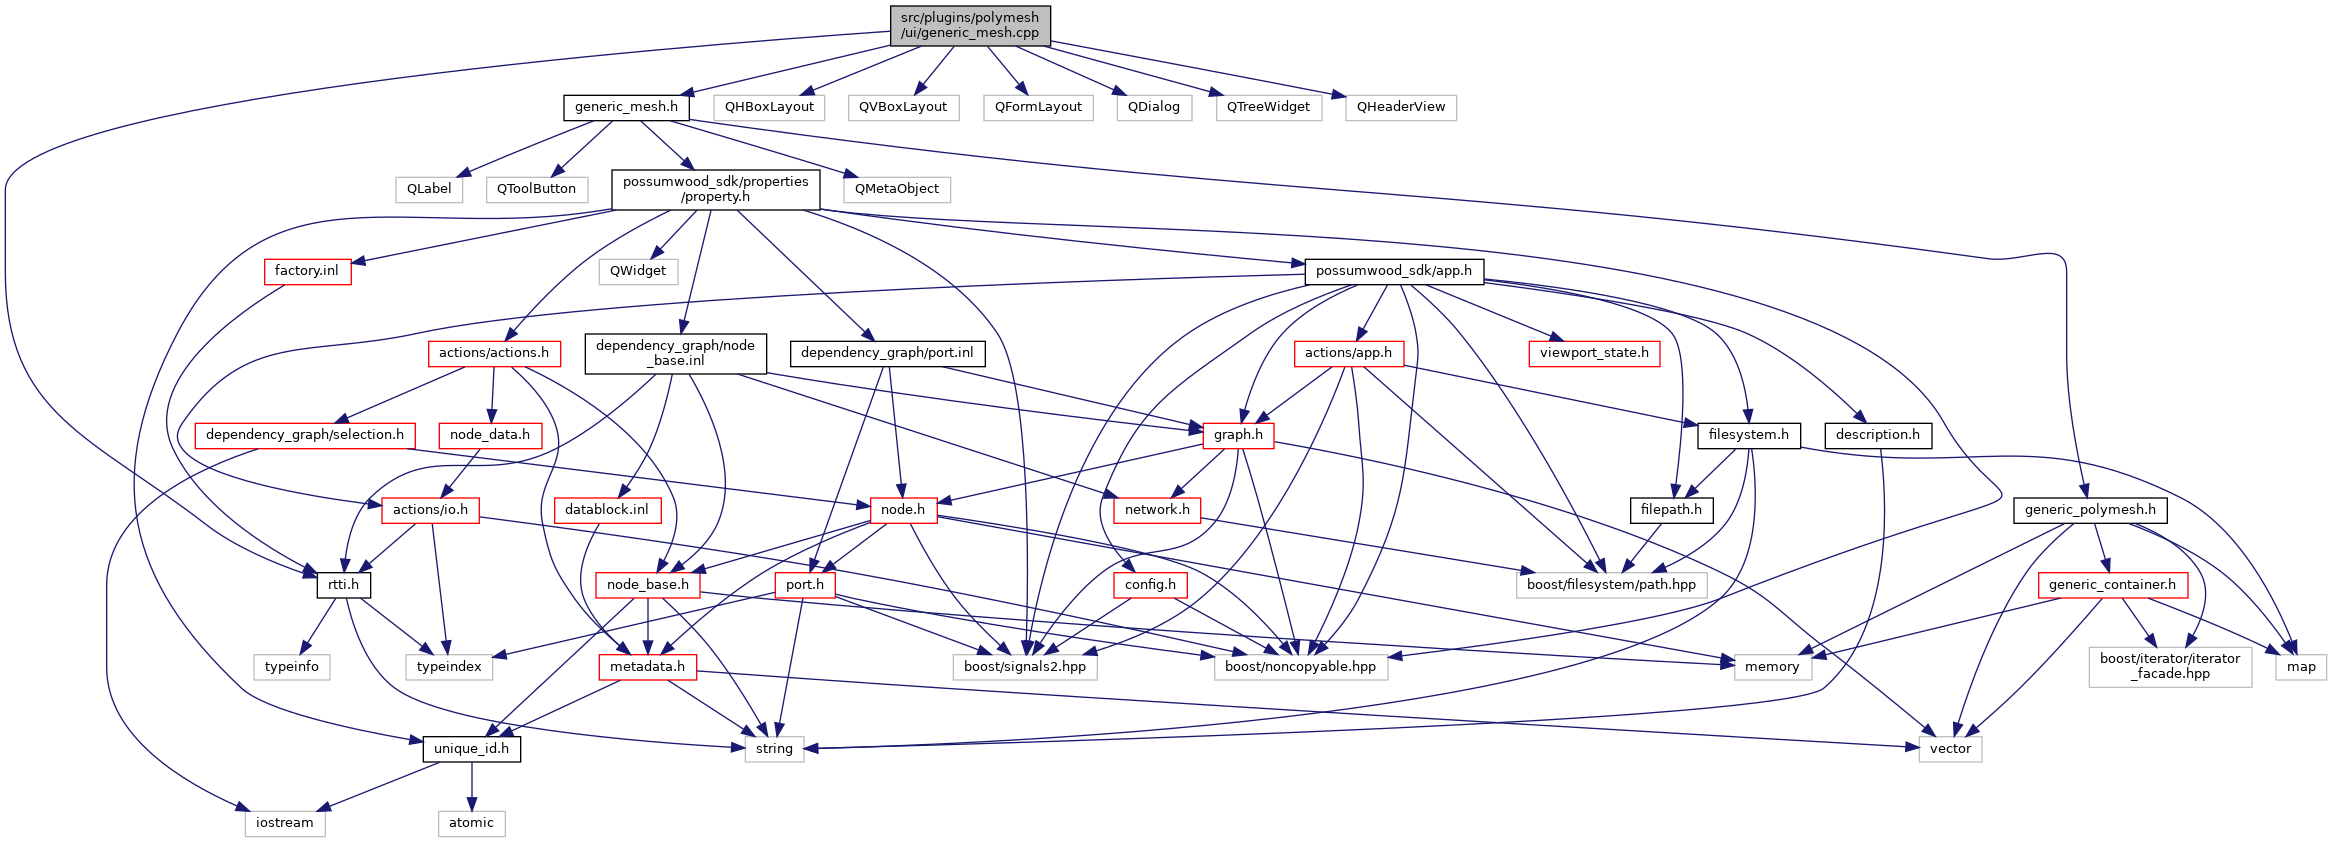 src/plugins/polymesh
/ui/generic_mesh.cpp
generic_mesh.h
QHBoxLayout
QVBoxLayout
QFormLayout
QDialog
QTreeWidget
QHeaderView
QLabel
QToolButton
possumwood_sdk/properties
/property.h
QMetaObject
factory.inl
QWidget
possumwood_sdk/app.h
actions/actions.h
dependency_graph/node
_base.inl
dependency_graph/port.inl
actions/app.h
viewport_state.h
dependency_graph/selection.h
node_data.h
graph.h
filesystem.h
description.h
actions/io.h
datablock.inl
node.h
network.h
filepath.h
generic_polymesh.h
rtti.h
node_base.h
port.h
config.h
boost/filesystem/path.hpp
generic_container.h
typeinfo
typeindex
metadata.h
boost/signals2.hpp
boost/noncopyable.hpp
memory
boost/iterator/iterator
_facade.hpp
map
unique_id.h
string
vector
iostream
atomic